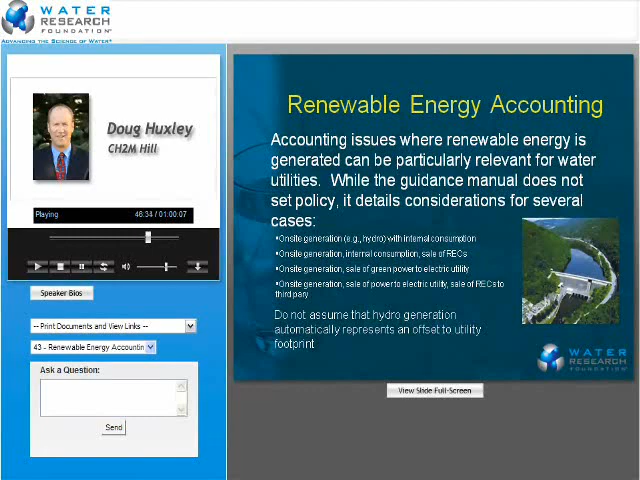 WATER
RESEARCH
FOUNDATION
ADVANCING THE SCIENCE OF WATER
Doug Huxley
CH2M Hill
Playing
48:34 / 01:00:07
Speaker Bios
-- Print Documents and View Links --
43 - Renewable Energy Accountin
Ask a Question:
Send
Renewable Energy Accounting
Accounting issues where renewable energy is
generated can be particularly relevant for water
utilities. While the guidance manual does not
set policy, it details considerations for several
cases:
•Onsite generation (e.g., hydro) with internal consumption
•Onsite generation, internal consumption, sale of RECs
•Onsite generation, sale of green power to electric utility
•Onsite generation, sale of power to electric utility, sale of RECs to
third pary
Do not assume that hydro generation
automatically represents an offset to utility
footprint
WATER
RESEARCH
FOUNDATION
View Slide Full-Screen